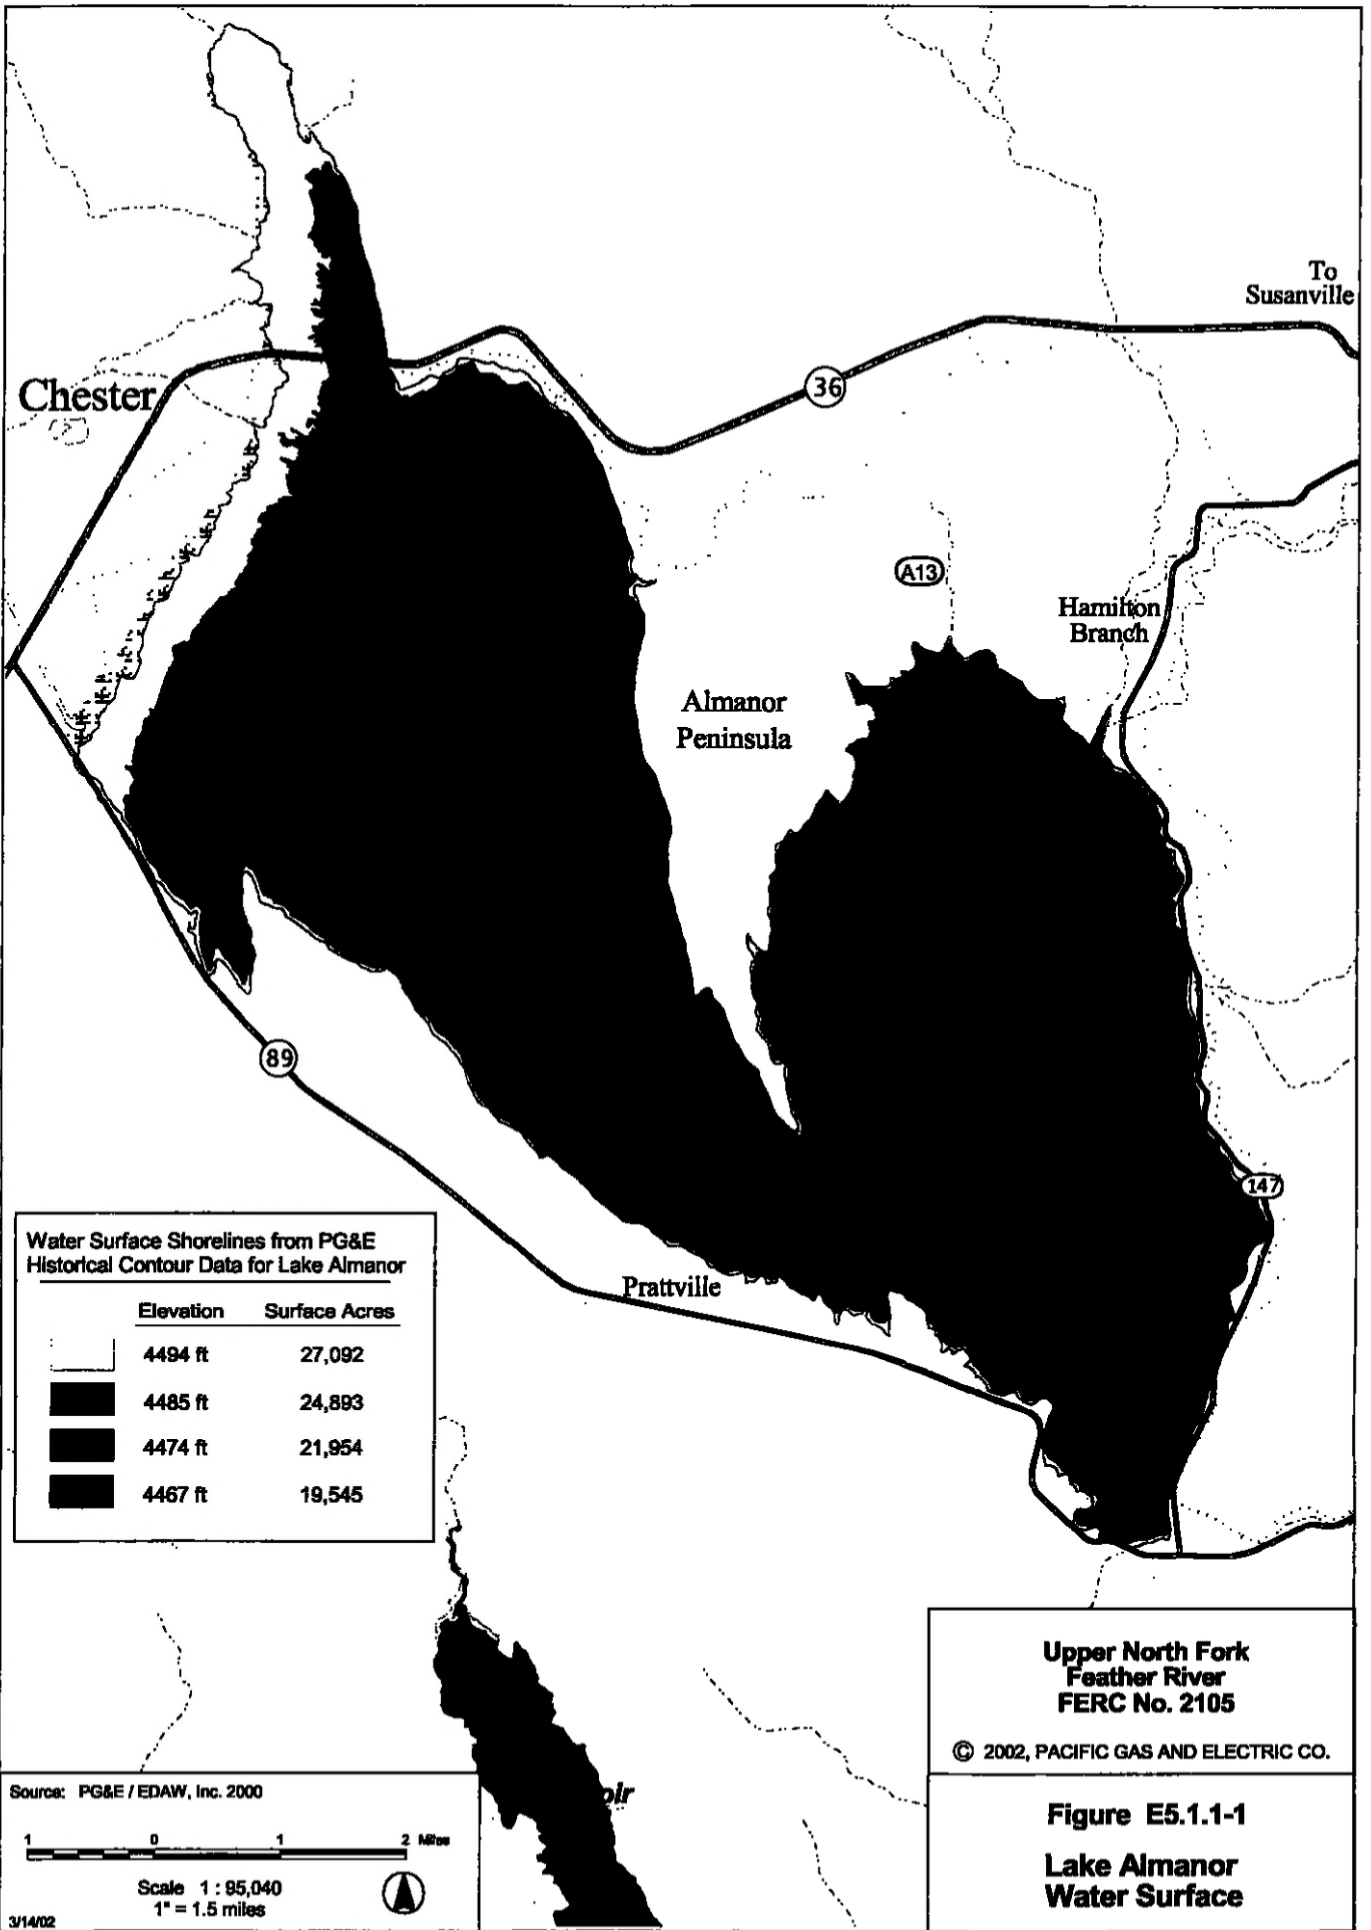 To
Susanville
Chester
36
A13
Hamilton
Branch
Almanor
Peninsula
89
147
Prattville
Water Surface Shorelines from PG&E
Historical Contour Data for Lake Almanor
Elevation Surface Acres
4494 ft 27,092
4485 ft 24,893
4474 ft 21,954
4467 ft 19,545
Upper North Fork
Feather River
FERC No. 2105
© 2002, PACIFIC GAS AND ELECTRIC CO.
Source: PG&E / EDAW, Inc. 2000
1 0 1 2 Miles
Scale 1 : 95,040
1" = 1.5 miles
3/14/02
Figure E5.1.1-1
Lake Almanor
Water Surface